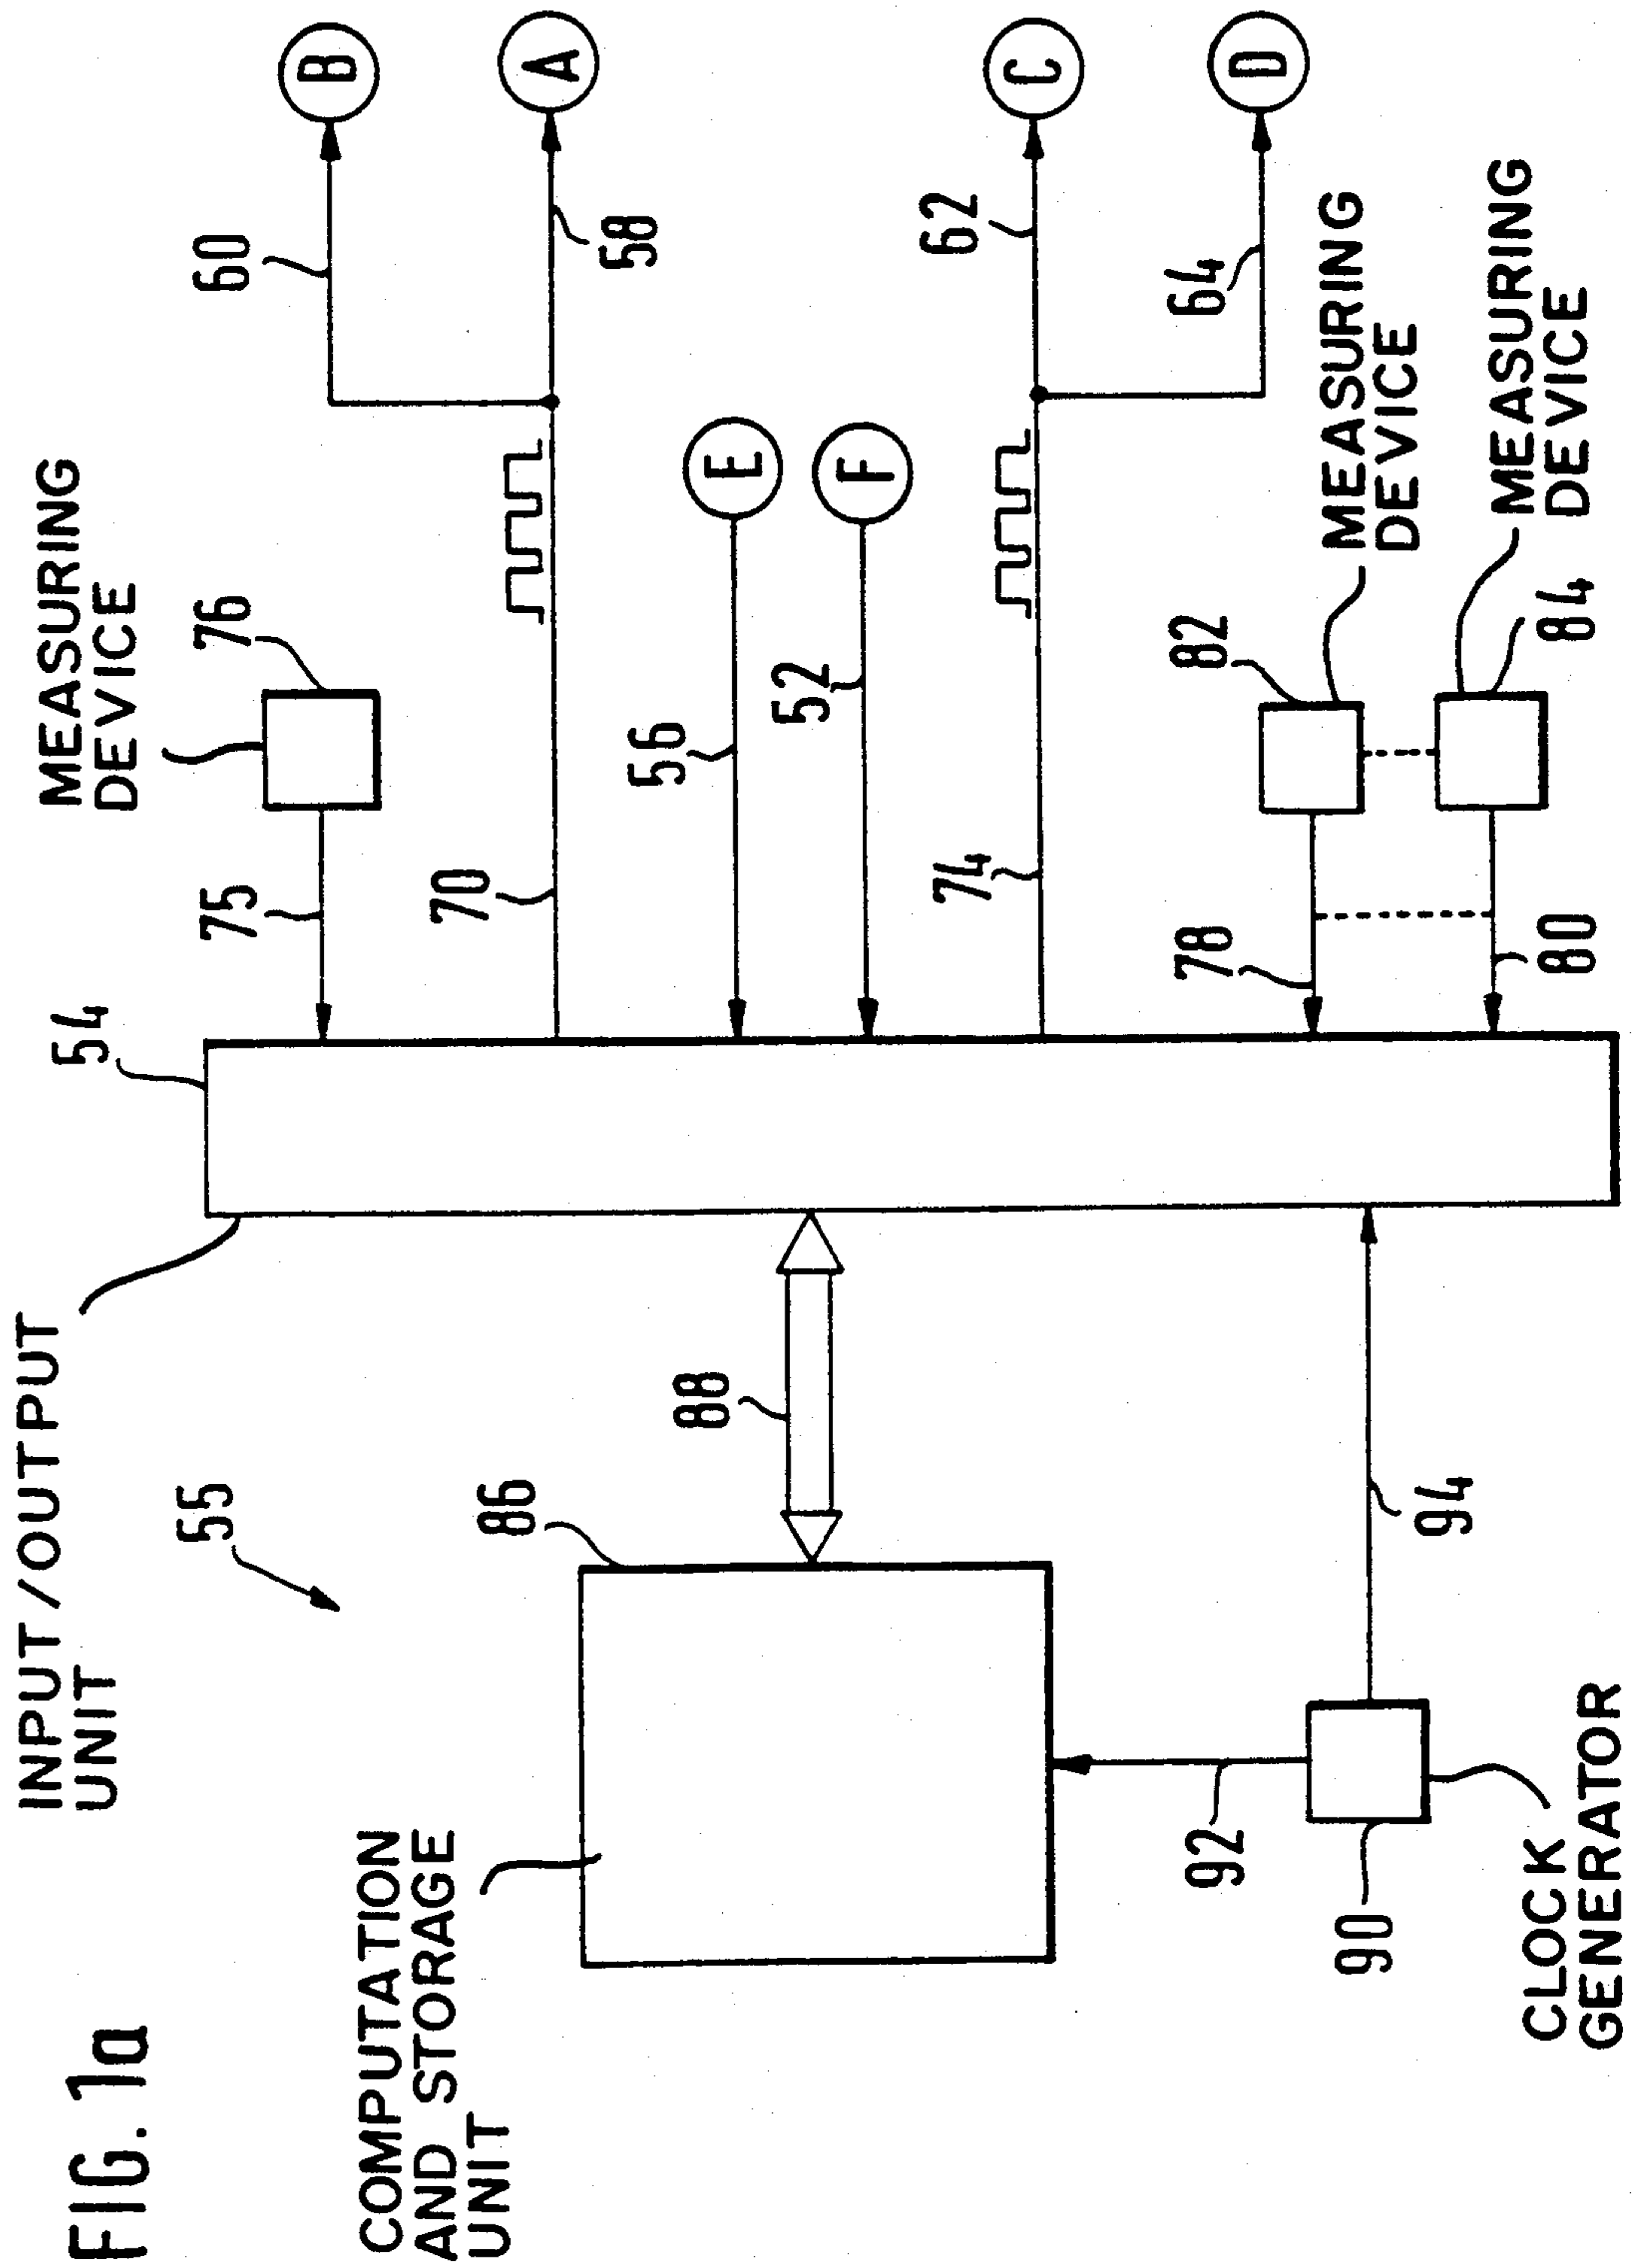 FIG. 1a
INPUT/OUTPUT
UNIT
54
MEASURING
DEVICE
76
75
60
B
55
70
58
A
COMPUTATION
AND STORAGE
UNIT
86
88
56
E
52
F
74
62
C
78
82
64
D
MEASURING
DEVICE
92
94
90
80
84
MEASURING
DEVICE
CLOCK
GENERATOR